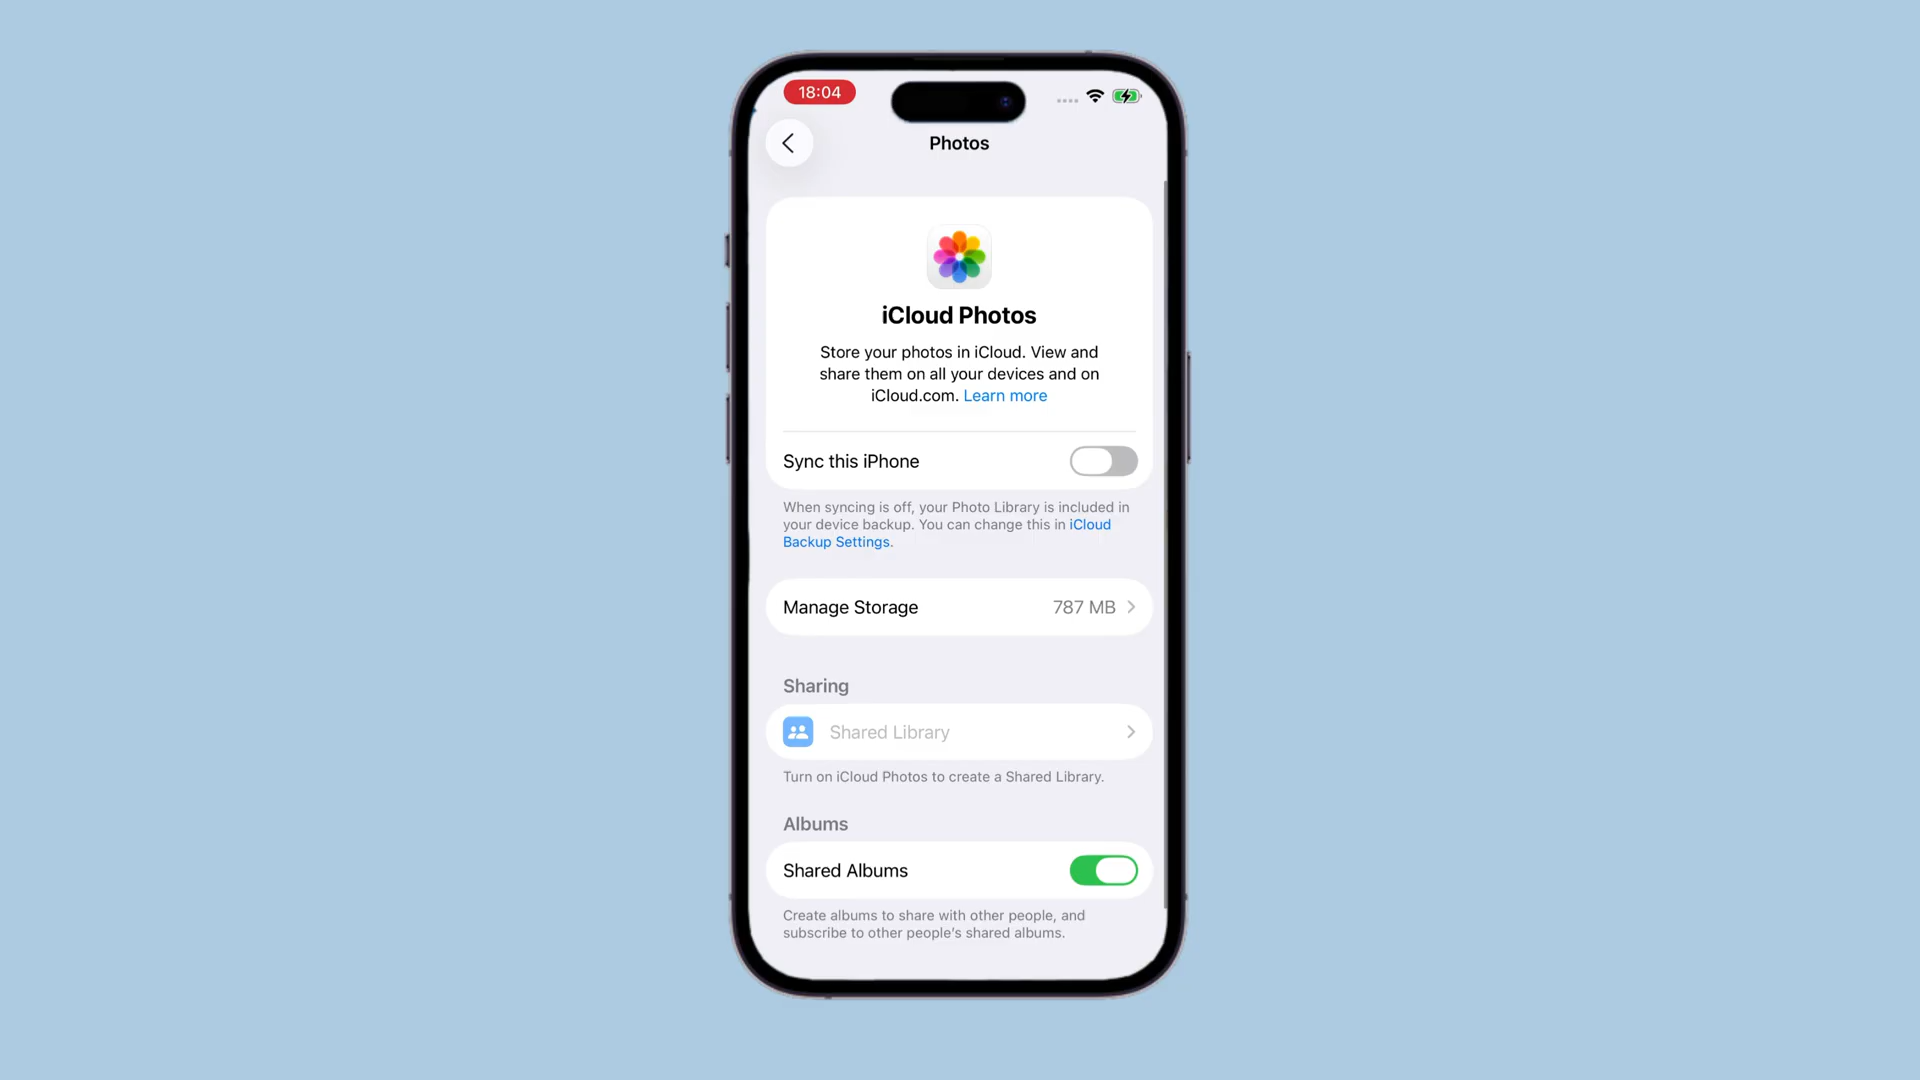 18:04
Photos
iCloud Photos
Store your photos in iCloud. View and
share them on all your devices and on
iCloud.com. Learn more
Sync this iPhone
When syncing is off, your Photo Library is included in
your device backup. You can change this in iCloud
Backup Settings.
Manage Storage 787 MB
Sharing
Shared Library
Turn on iCloud Photos to create a Shared Library.
Albums
Shared Albums
Create albums to share with other people, and
subscribe to other people’s shared albums.